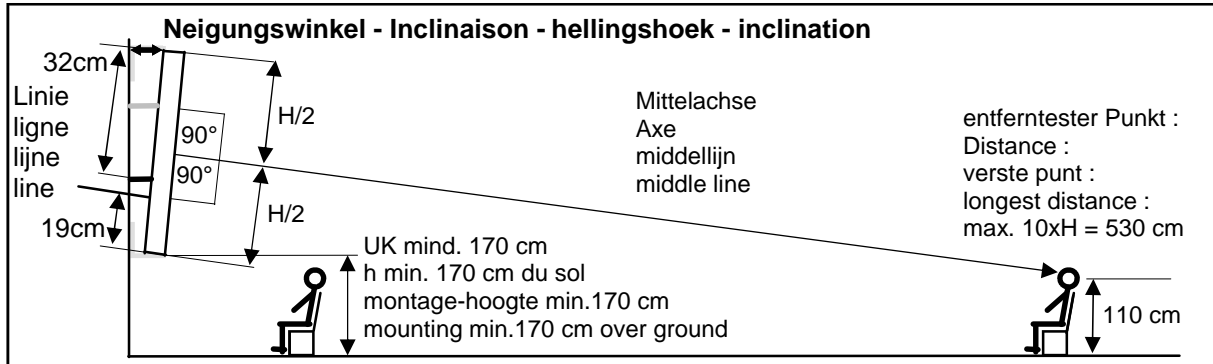 Neigungswinkel - Inclinaison - hellingshoek - inclination
32cm
Linie
ligne
lijne
line
19cm
90°
90°
H/2
H/2
Mittelachse
Axe
middellijn
middle line
entferntester Punkt :
Distance :
verste punt :
longest distance :
max. 10xH = 530 cm
UK mind. 170 cm
h min. 170 cm du sol
montage-hoogte min.170 cm
mounting min.170 cm over ground
110 cm